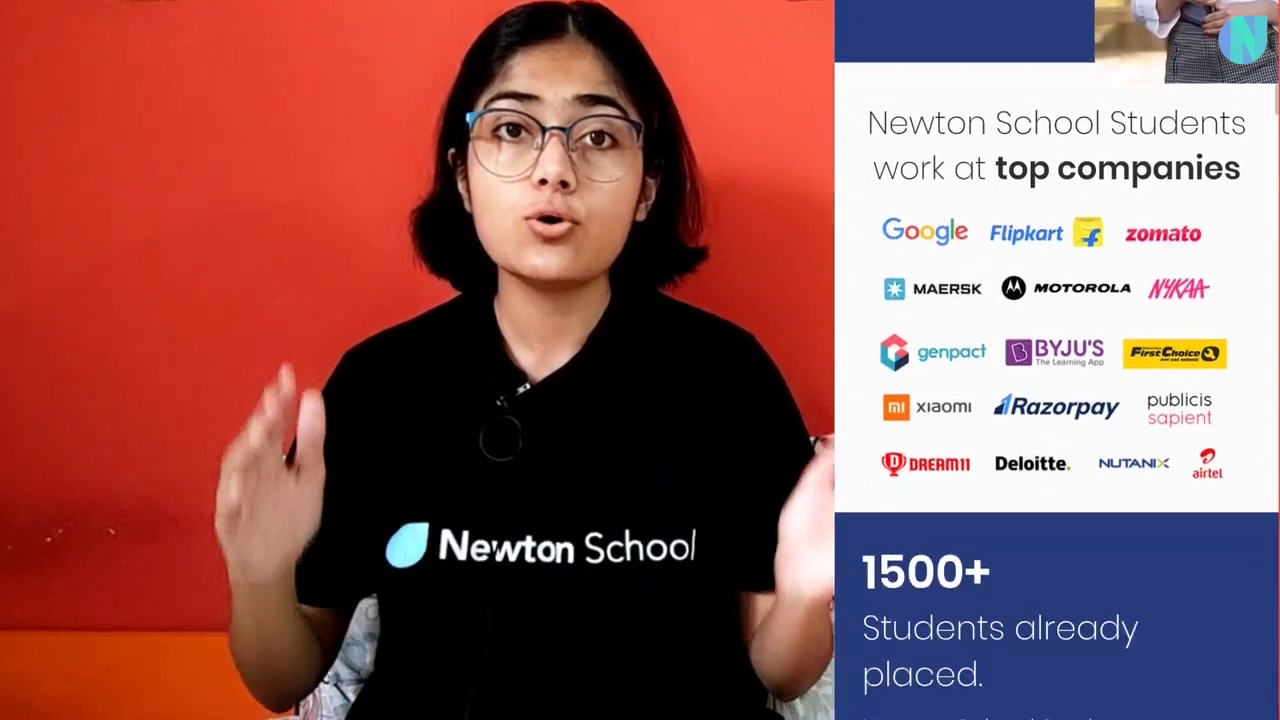 Newton School
Newton School Students
work at top companies
Google Flipkart zomato
MAERSK MOTOROLA NYKAA
genpact BYJU'S The Learning App First Choice
mi xiaomi Razorpay publicis sapient
DREAM11 Deloitte. NUTANIX airtel
1500+
Students already
placed.